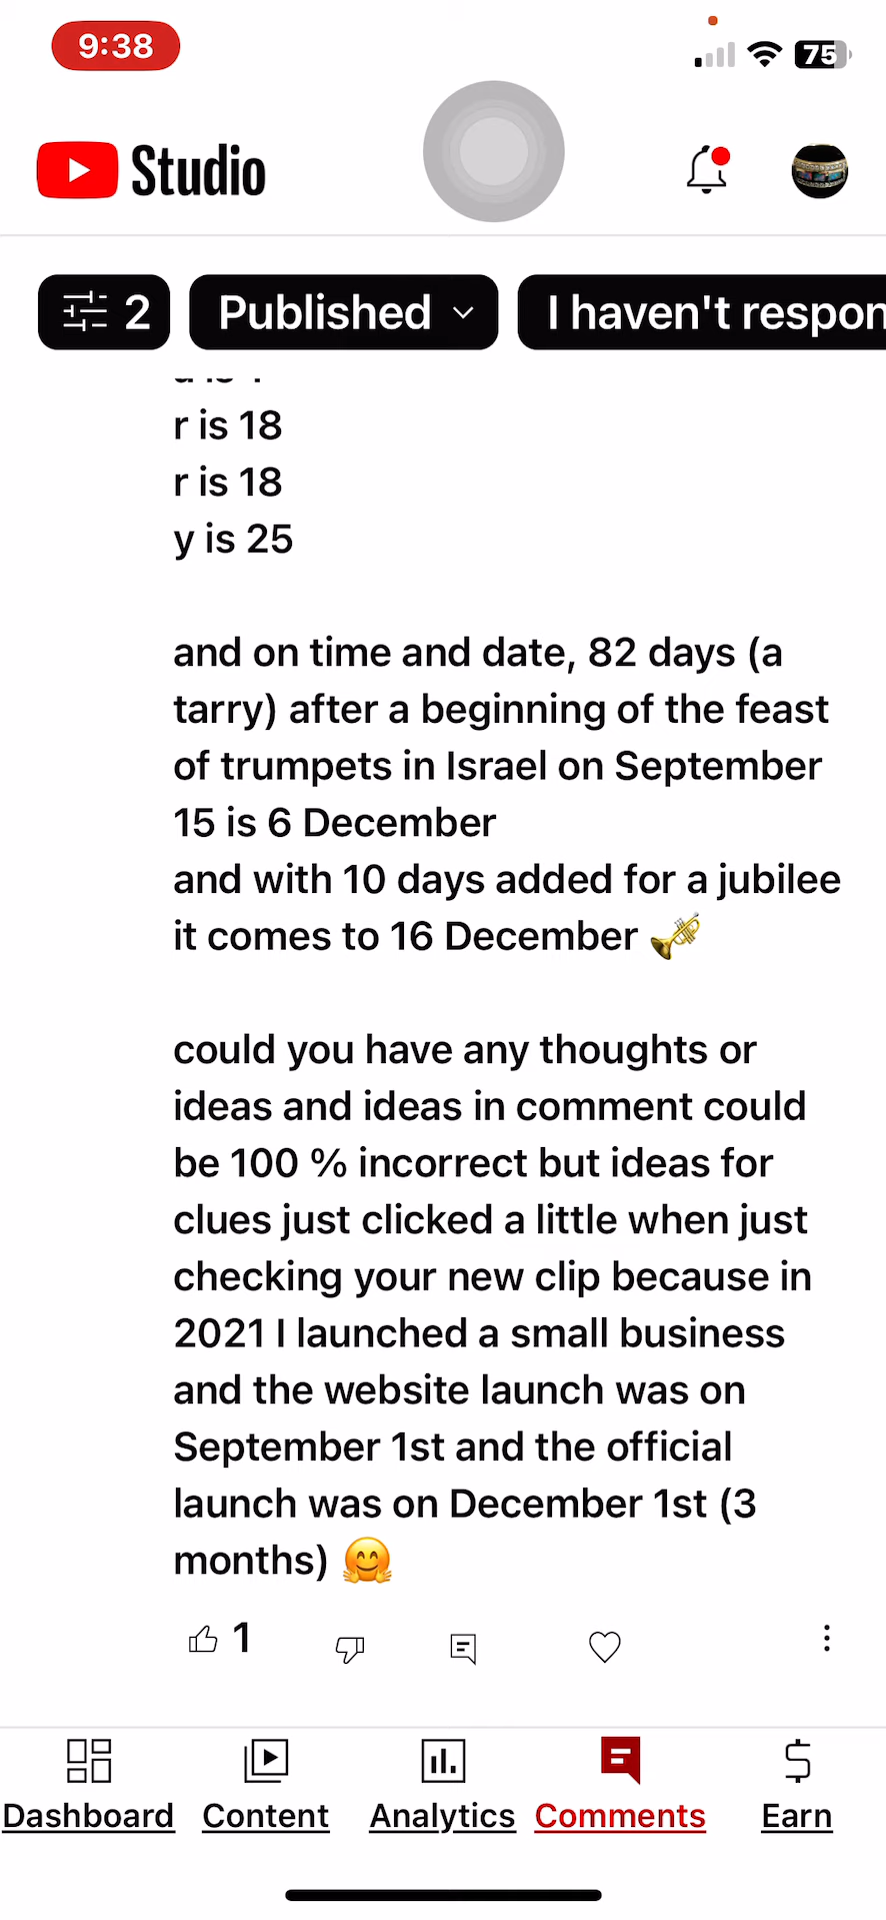 9:38
75
Studio
2
Published
I haven't respon
r is 18
r is 18
y is 25
and on time and date, 82 days (a
tarry) after a beginning of the feast
of trumpets in Israel on September
15 is 6 December
and with 10 days added for a jubilee
it comes to 16 December 🎺
could you have any thoughts or
ideas and ideas in comment could
be 100 % incorrect but ideas for
clues just clicked a little when just
checking your new clip because in
2021 I launched a small business
and the website launch was on
September 1st and the official
launch was on December 1st (3
months) 🤗
1
Dashboard
Content
Analytics
Comments
Earn